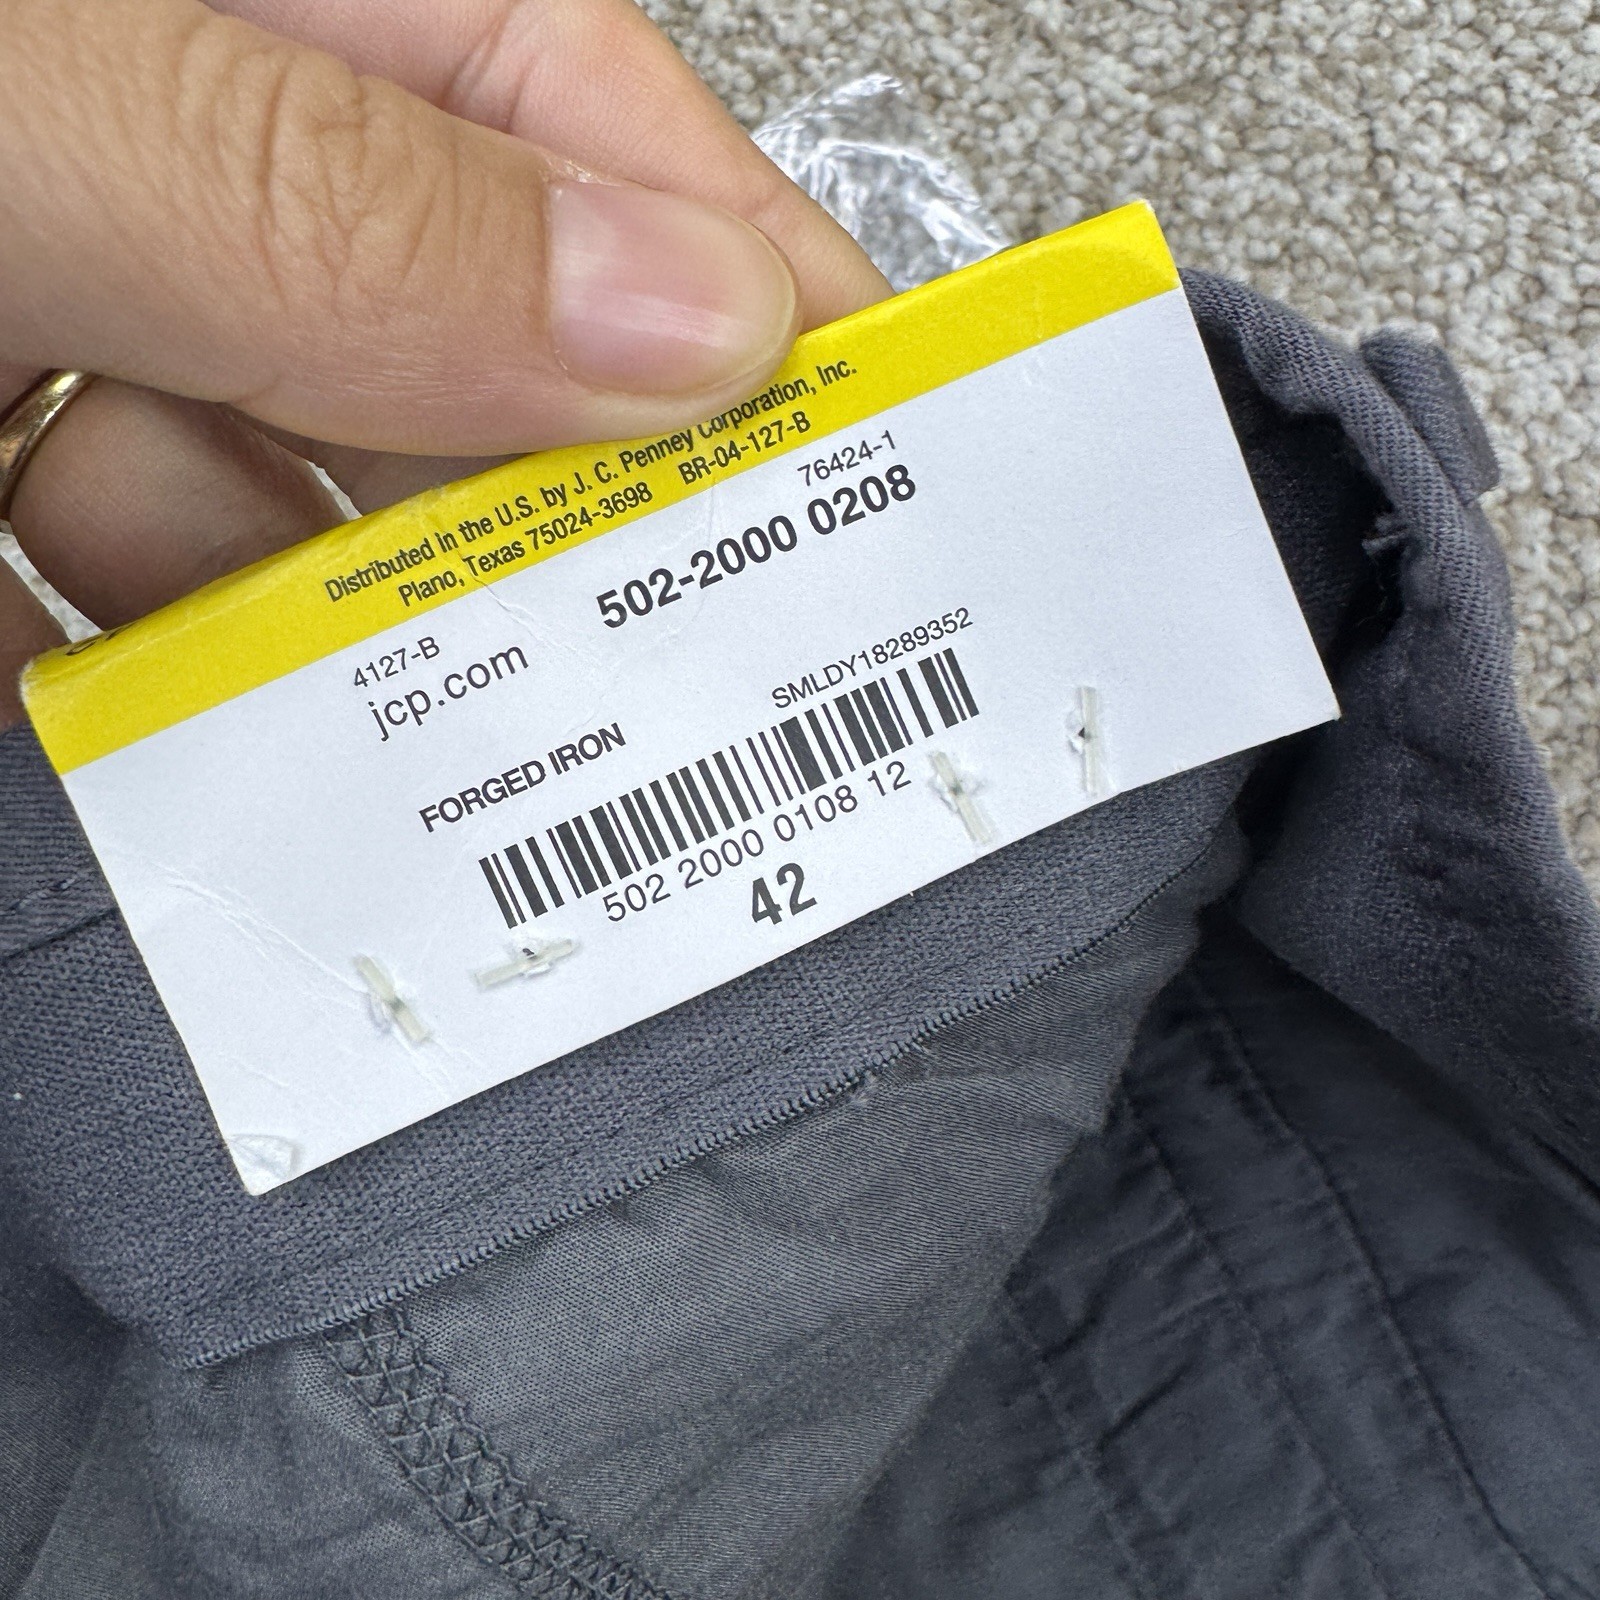 Distributed in the U.S. by J. C. Penney Corporation, Inc.
Plano, Texas 75024-3698 BR-04-127-B
76424-1
502-2000 0208
4127-B
jcp.com
FORGED IRON
SMLDY18289352
502 2000 0108 12
42